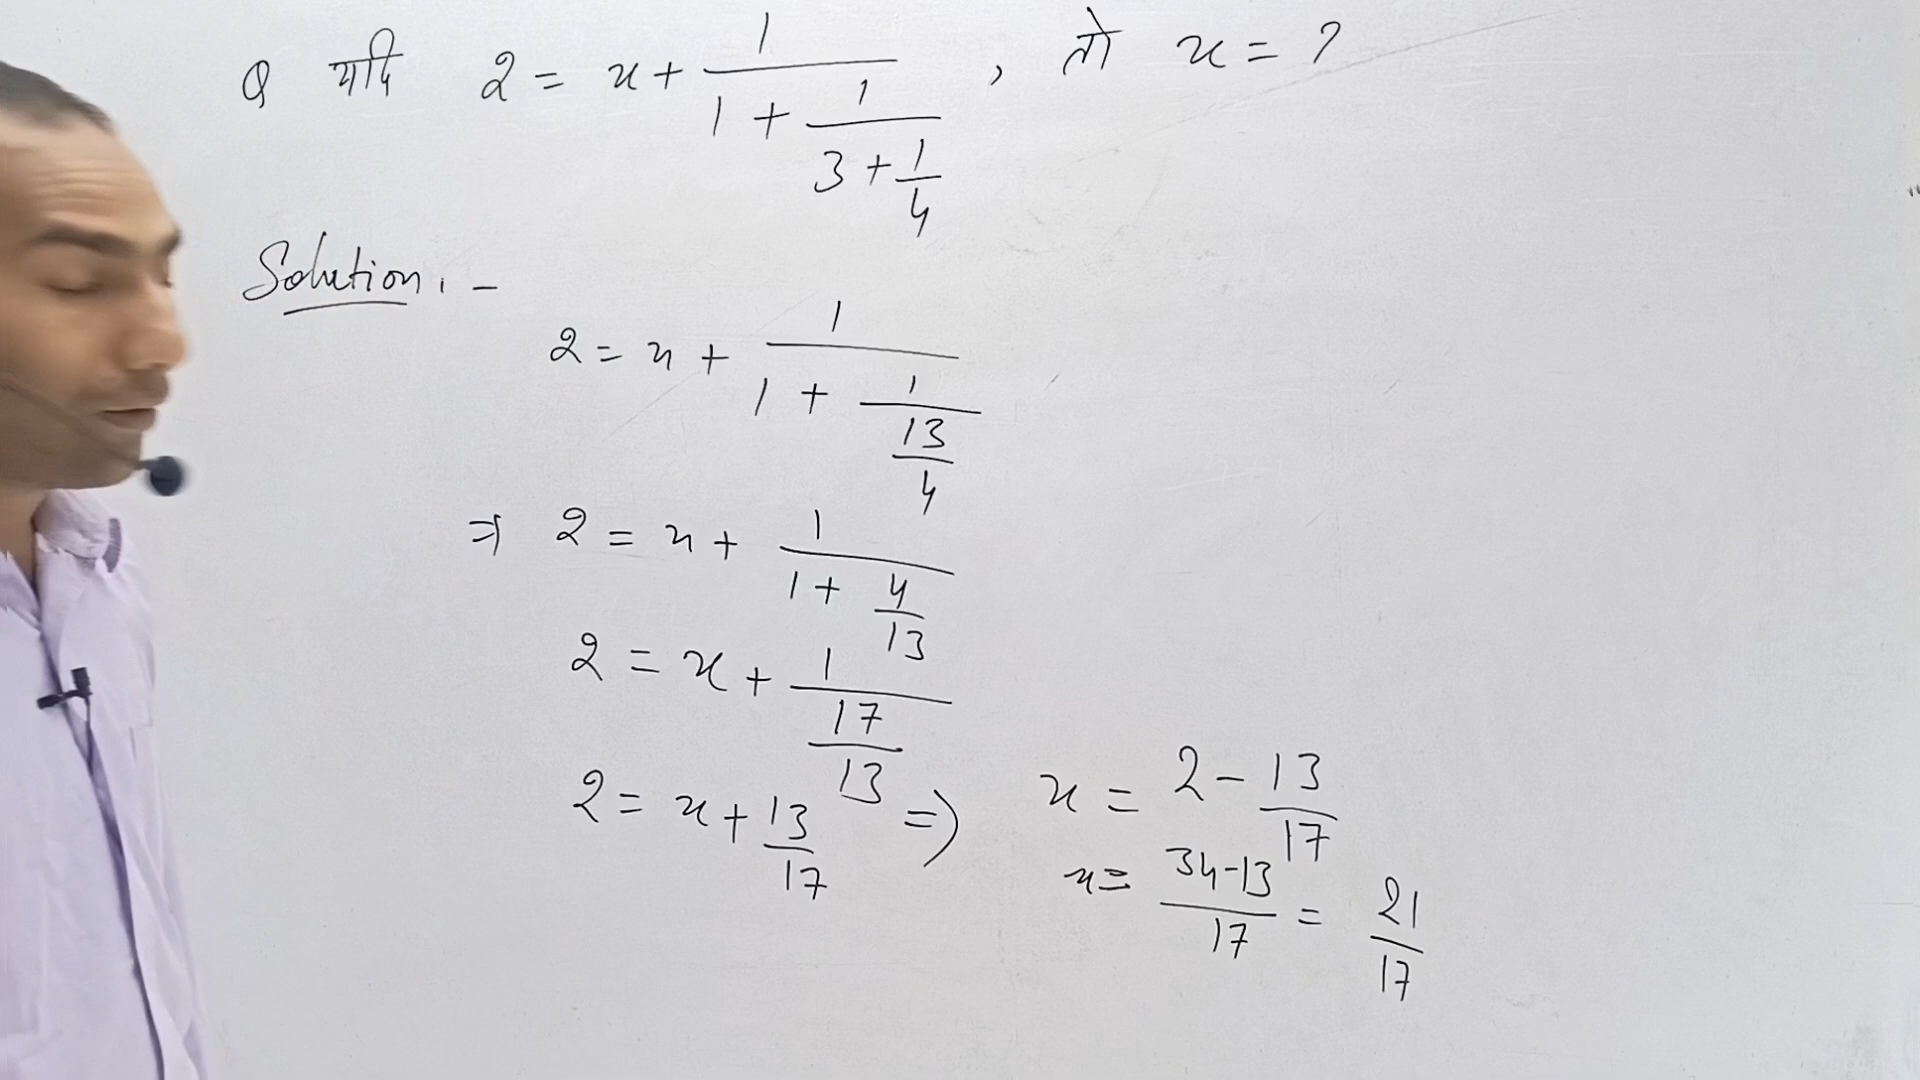 Q यदि 2 = x + 1/(1 + 1/(3 + 1/4)) , तो x = ?
Solution. -
2 = x + 1/(1 + 1/(13/4))
⇒ 2 = x + 1/(1 + 4/13)
2 = x + 1/(17/13)
2 = x + 13/17 ⇒ x = 2 - 13/17
x = (34-13)/17 = 21/17